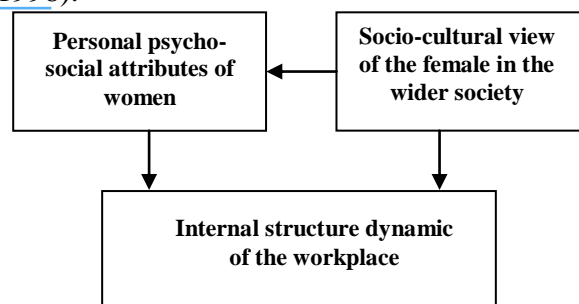 1998).
Personal psycho-
social attributes of
women
Socio-cultural view
of the female in the
wider society
Internal structure dynamic
of the workplace